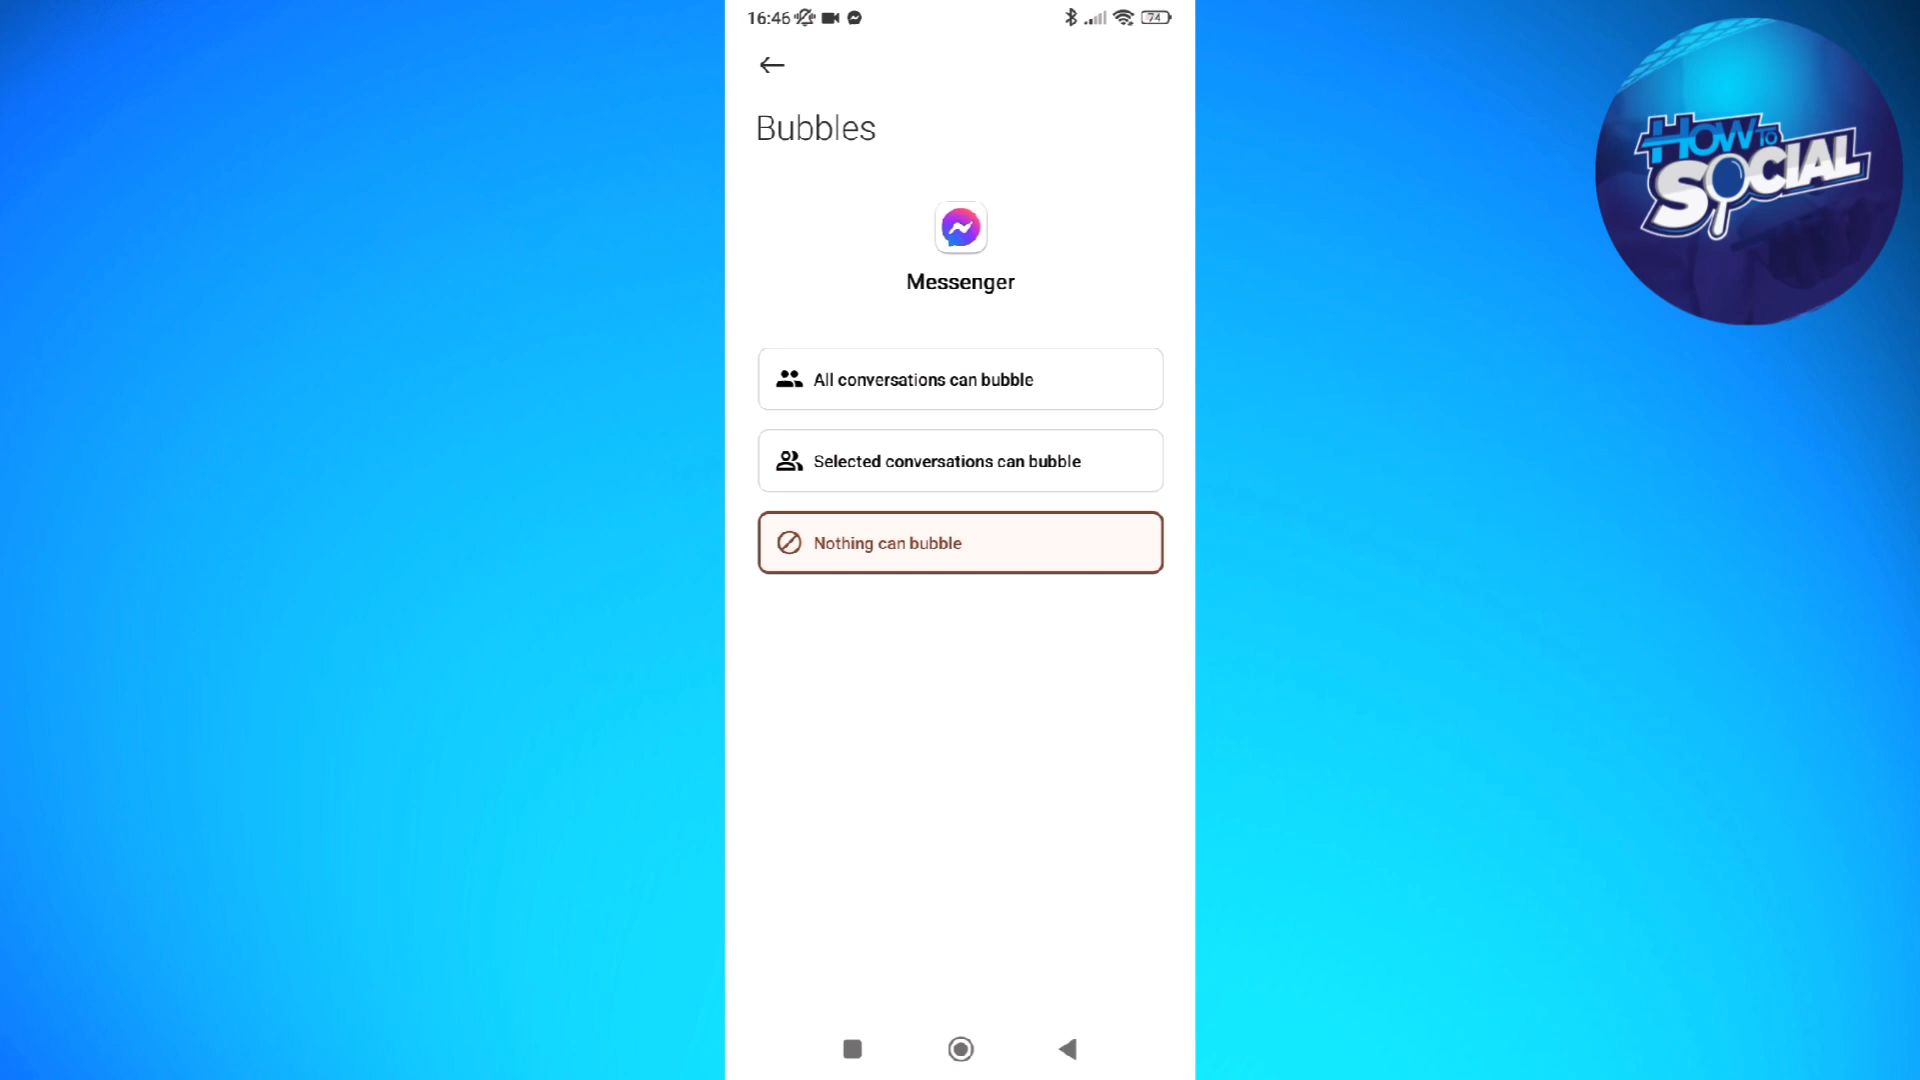 16:46
74
Bubbles
Messenger
All conversations can bubble
Selected conversations can bubble
Nothing can bubble
HOW TO
SOCIAL